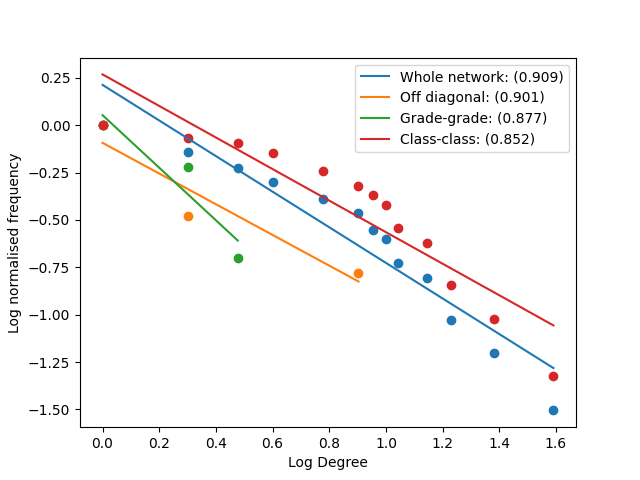 Whole network: (0.909)
Off diagonal: (0.901)
Grade-grade: (0.877)
Class-class: (0.852)
0.25
0.00
−0.25
−0.50
−0.75
−1.00
−1.25
−1.50
Log normalised frequency
0.0 0.2 0.4 0.6 0.8 1.0 1.2 1.4 1.6
Log Degree